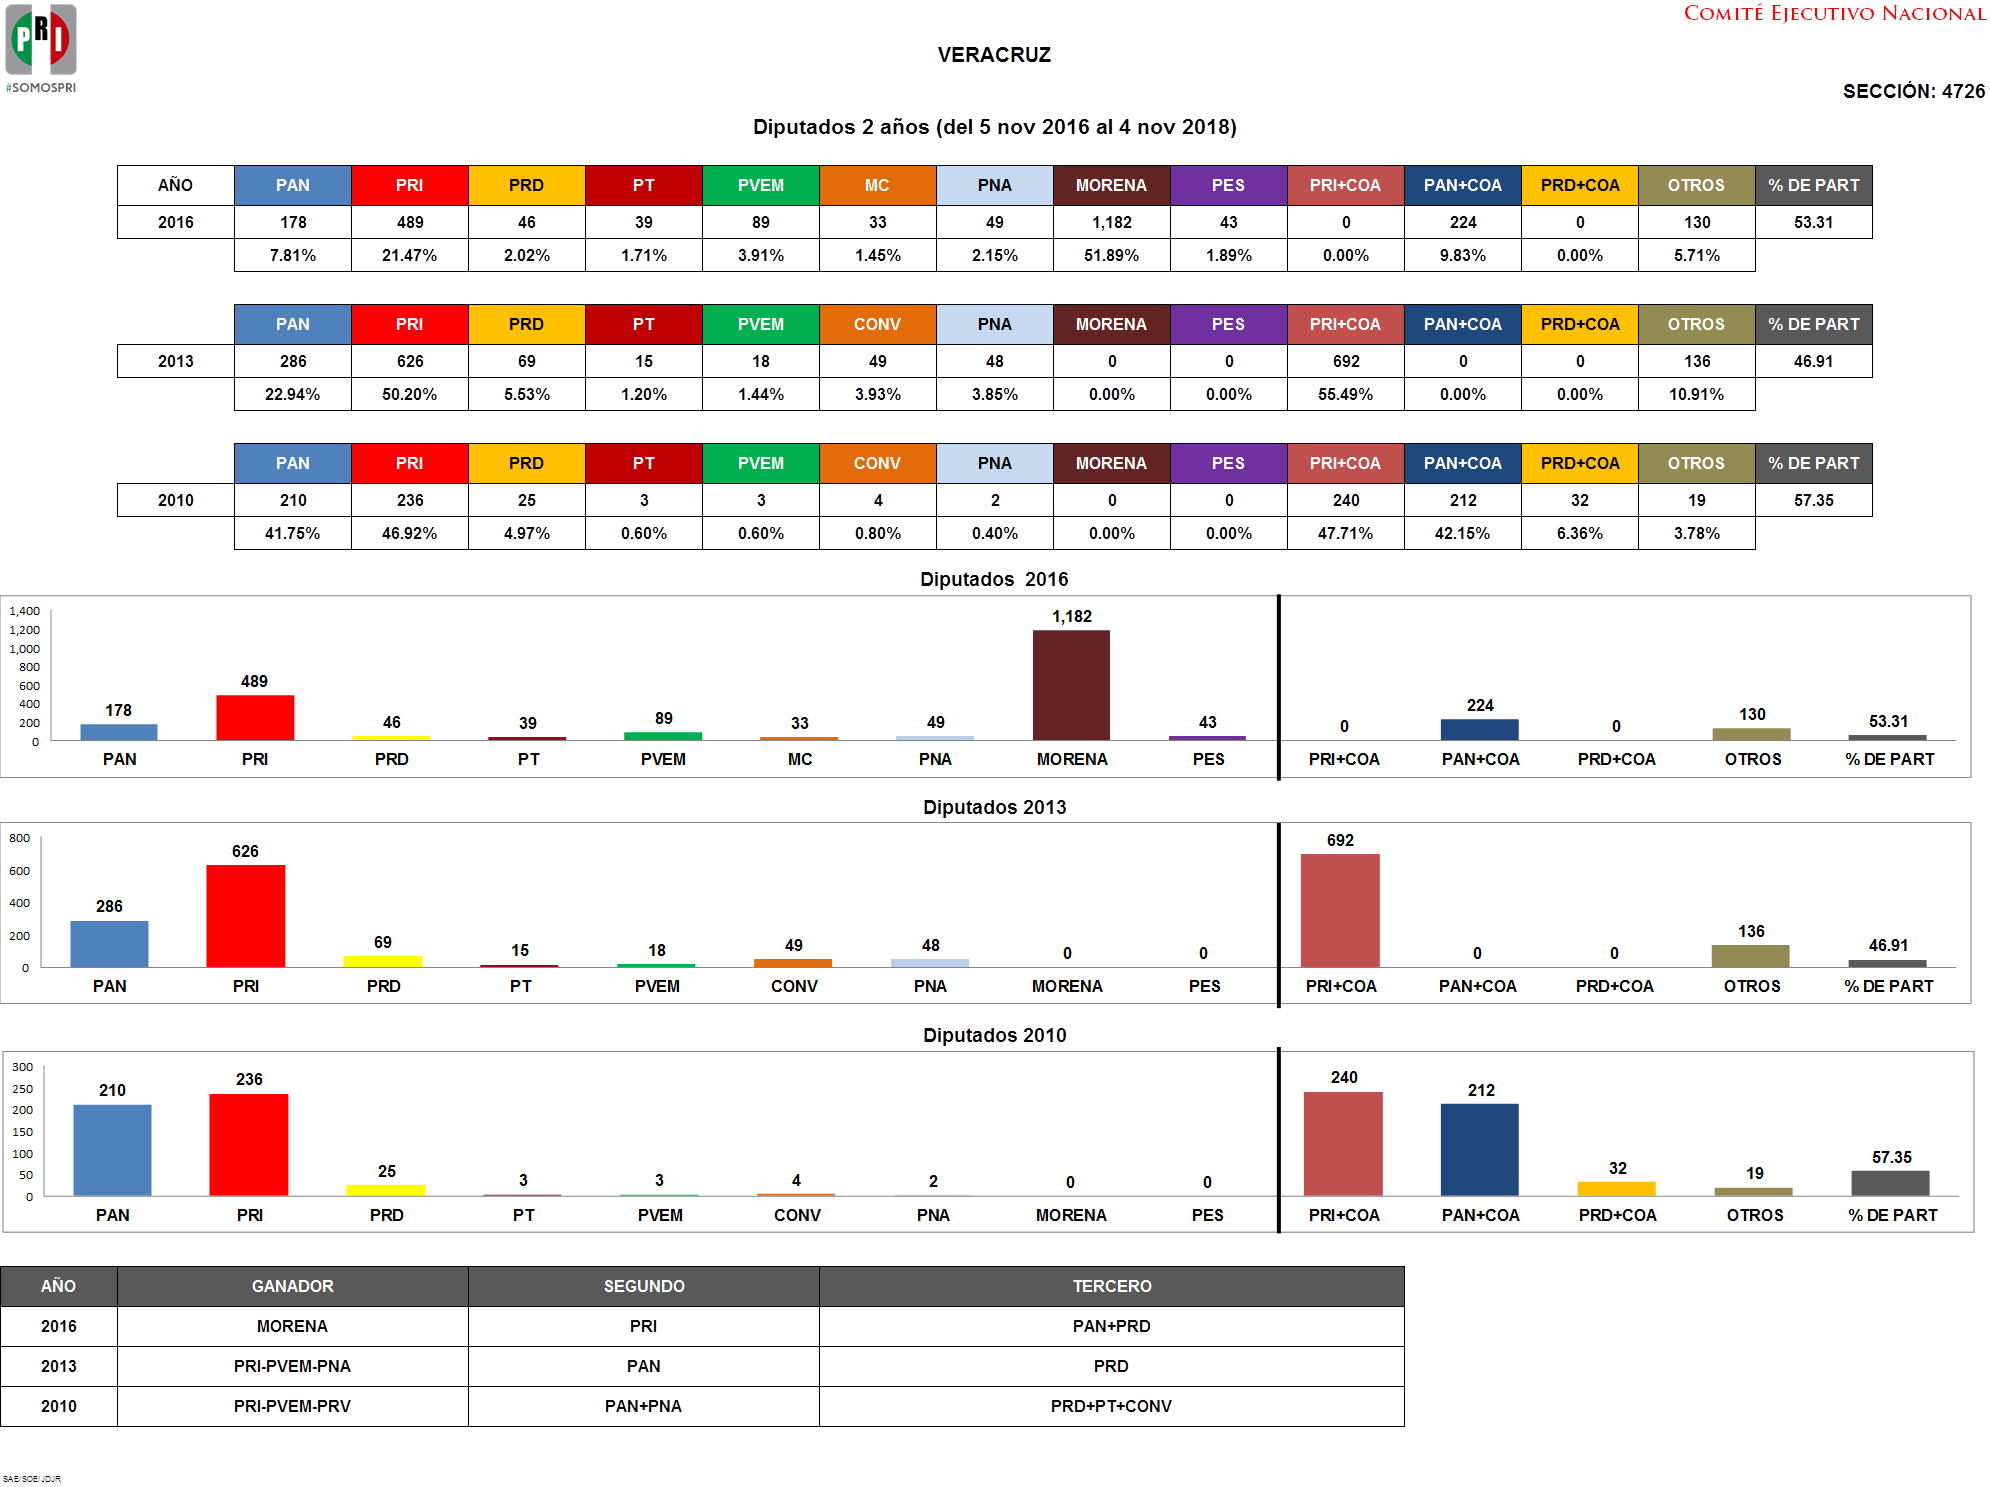 COMITÉ EJECUTIVO NACIONAL
PRI
#SOMOSPRI
VERACRUZ
SECCIÓN: 4726
Diputados 2 años (del 5 nov 2016 al 4 nov 2018)
AÑO PAN PRI PRD PT PVEM MC PNA MORENA PES PRI+COA PAN+COA PRD+COA OTROS % DE PART
2016 178 489 46 39 89 33 49 1,182 43 0 224 0 130 53.31
7.81% 21.47% 2.02% 1.71% 3.91% 1.45% 2.15% 51.89% 1.89% 0.00% 9.83% 0.00% 5.71%
PAN PRI PRD PT PVEM CONV PNA MORENA PES PRI+COA PAN+COA PRD+COA OTROS % DE PART
2013 286 626 69 15 18 49 48 0 0 692 0 0 136 46.91
22.94% 50.20% 5.53% 1.20% 1.44% 3.93% 3.85% 0.00% 0.00% 55.49% 0.00% 0.00% 10.91%
PAN PRI PRD PT PVEM CONV PNA MORENA PES PRI+COA PAN+COA PRD+COA OTROS % DE PART
2010 210 236 25 3 3 4 2 0 0 240 212 32 19 57.35
41.75% 46.92% 4.97% 0.60% 0.60% 0.80% 0.40% 0.00% 0.00% 47.71% 42.15% 6.36% 3.78%
Diputados 2016
1,400
1,200
1,000
800
600
400
200
0
178 489 46 39 89 33 49 1,182 43 0 224 0 130 53.31
PAN PRI PRD PT PVEM MC PNA MORENA PES PRI+COA PAN+COA PRD+COA OTROS % DE PART
Diputados 2013
800
600
400
200
0
286 626 69 15 18 49 48 0 0 692 0 0 136 46.91
PAN PRI PRD PT PVEM CONV PNA MORENA PES PRI+COA PAN+COA PRD+COA OTROS % DE PART
Diputados 2010
300
250
200
150
100
50
0
210 236 25 3 3 4 2 0 0 240 212 32 19 57.35
PAN PRI PRD PT PVEM CONV PNA MORENA PES PRI+COA PAN+COA PRD+COA OTROS % DE PART
AÑO GANADOR SEGUNDO TERCERO
2016 MORENA PRI PAN+PRD
2013 PRI-PVEM-PNA PAN PRD
2010 PRI-PVEM-PRV PAN+PNA PRD+PT+CONV
SAE/SOE/JDJR